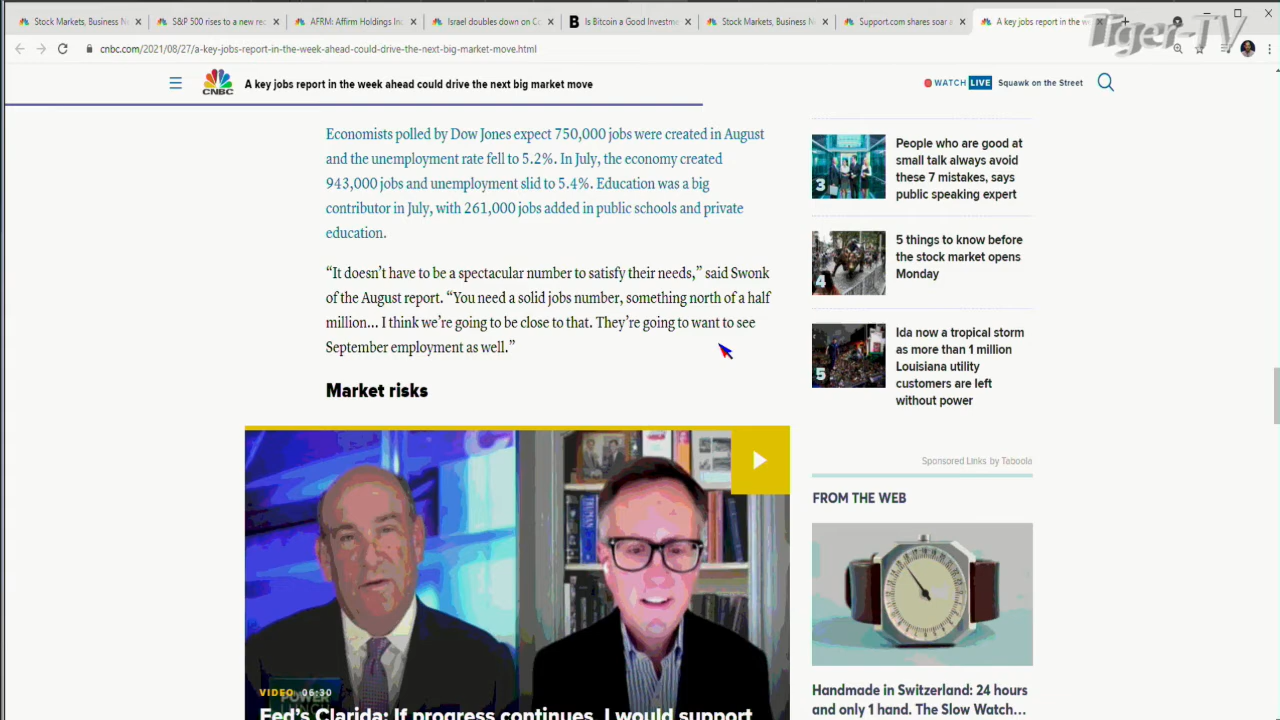 Stock Markets, Business N
S&P 500 rises to a new rec
AFRM: Affirm Holdings Inc
Israel doubles down on Co
Is Bitcoin a Good Investme
Stock Markets, Business N
Support.com shares soar a
A key jobs report in the we
Tiger-TV
cnbc.com/2021/08/27/a-key-jobs-report-in-the-week-ahead-could-drive-the-next-big-market-move.html
CNBC
A key jobs report in the week ahead could drive the next big market move
WATCH LIVE Squawk on the Street
Economists polled by Dow Jones expect 750,000 jobs were created in August
and the unemployment rate fell to 5.2%. In July, the economy created
943,000 jobs and unemployment slid to 5.4%. Education was a big
contributor in July, with 261,000 jobs added in public schools and private
education.
“It doesn’t have to be a spectacular number to satisfy their needs,” said Swonk
of the August report. “You need a solid jobs number, something north of a half
million... I think we’re going to be close to that. They’re going to want to see
September employment as well.”
Market risks
VIDEO 06:30
POWER
LUNCH
Fed’s Clarida: If progress continues, I would support
3
People who are good at
small talk always avoid
these 7 mistakes, says
public speaking expert
4
5 things to know before
the stock market opens
Monday
5
Ida now a tropical storm
as more than 1 million
Louisiana utility
customers are left
without power
Sponsored Links by Taboola
FROM THE WEB
Handmade in Switzerland: 24 hours
and only 1 hand. The Slow Watch...